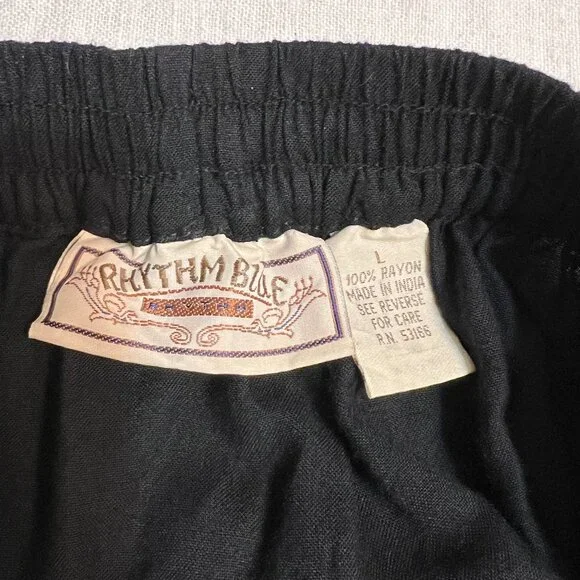 RHYTHM BLUE
L
100% RAYON
MADE IN INDIA
SEE REVERSE
FOR CARE
R.N. 53166